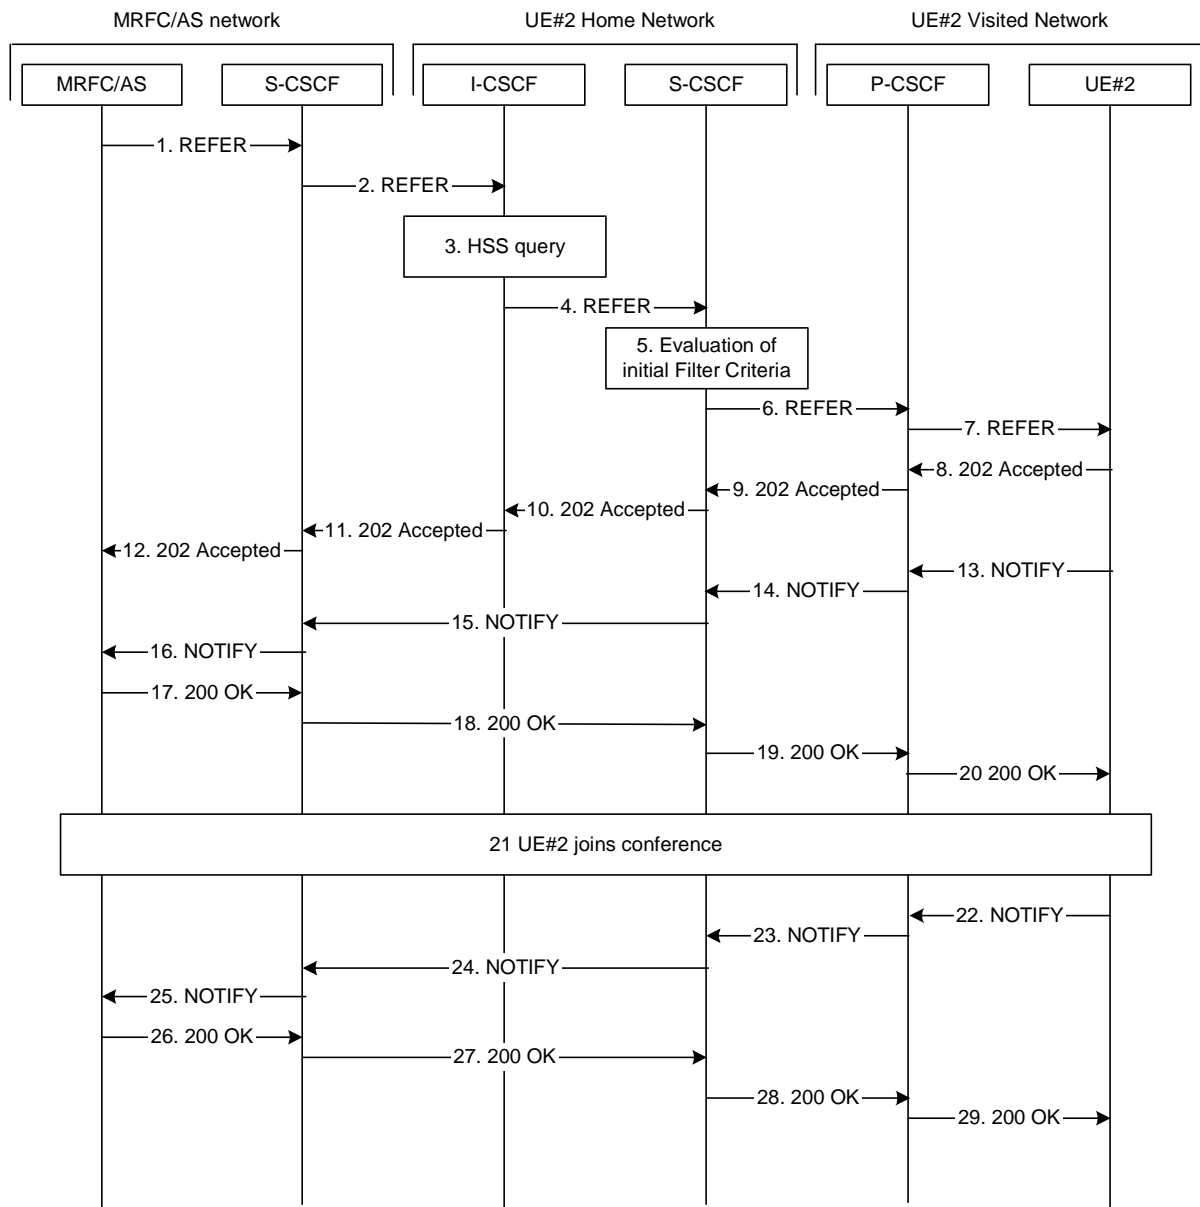 MRFC/AS network
UE#2 Home Network
UE#2 Visited Network
MRFC/AS
S-CSCF
I-CSCF
S-CSCF
P-CSCF
UE#2
1. REFER
2. REFER
3. HSS query
4. REFER
5. Evaluation of
initial Filter Criteria
6. REFER
7. REFER
8. 202 Accepted
9. 202 Accepted
10. 202 Accepted
11. 202 Accepted
12. 202 Accepted
13. NOTIFY
14. NOTIFY
15. NOTIFY
16. NOTIFY
17. 200 OK
18. 200 OK
19. 200 OK
20 200 OK
21 UE#2 joins conference
22. NOTIFY
23. NOTIFY
24. NOTIFY
25. NOTIFY
26. 200 OK
27. 200 OK
28. 200 OK
29. 200 OK